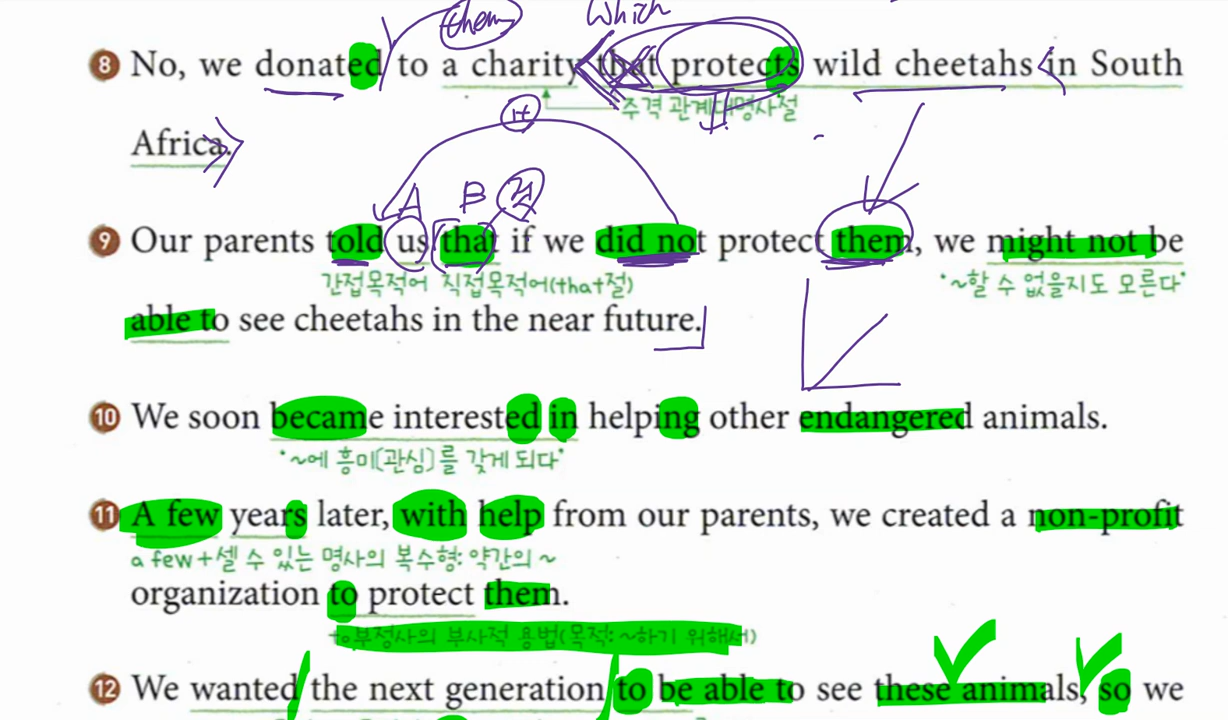 them which
8 No, we donated to a charity that protects wild cheetahs in South
주격 관계대명사절
Africa.
A B
9 Our parents told us that if we did not protect them, we might not be
간접목적어 직접목적어(that절) '~할 수 없을지도 모른다'
able to see cheetahs in the near future.
10 We soon became interested in helping other endangered animals.
'~에 흥미[관심]를 갖게 되다'
11 A few years later, with help from our parents, we created a non-profit
a few+셀 수 있는 명사의 복수형: 약간의 ~
organization to protect them.
to부정사의 부사적 용법(목적: ~하기 위해서)
12 We wanted the next generation to be able to see these animals, so we